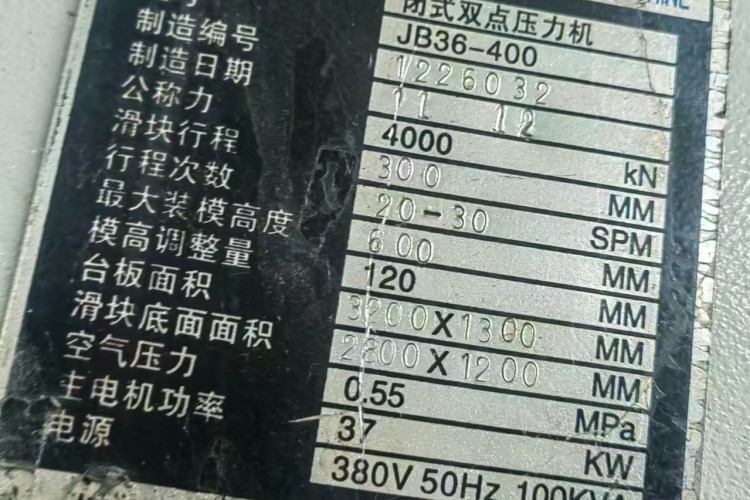 闭式双点压力机
JB36-400
制造编号 1226032
制造日期 11 12
公称力 4000 kN
滑块行程 300 MM
行程次数 20-30 SPM
最大装模高度 600 MM
模高调整量 120 MM
台板面积 3200X1300 MM
滑块底面面积 2800X1200 MM
空气压力 0.55 MPa
主电机功率 37 KW
电源 380V 50Hz 100KVA